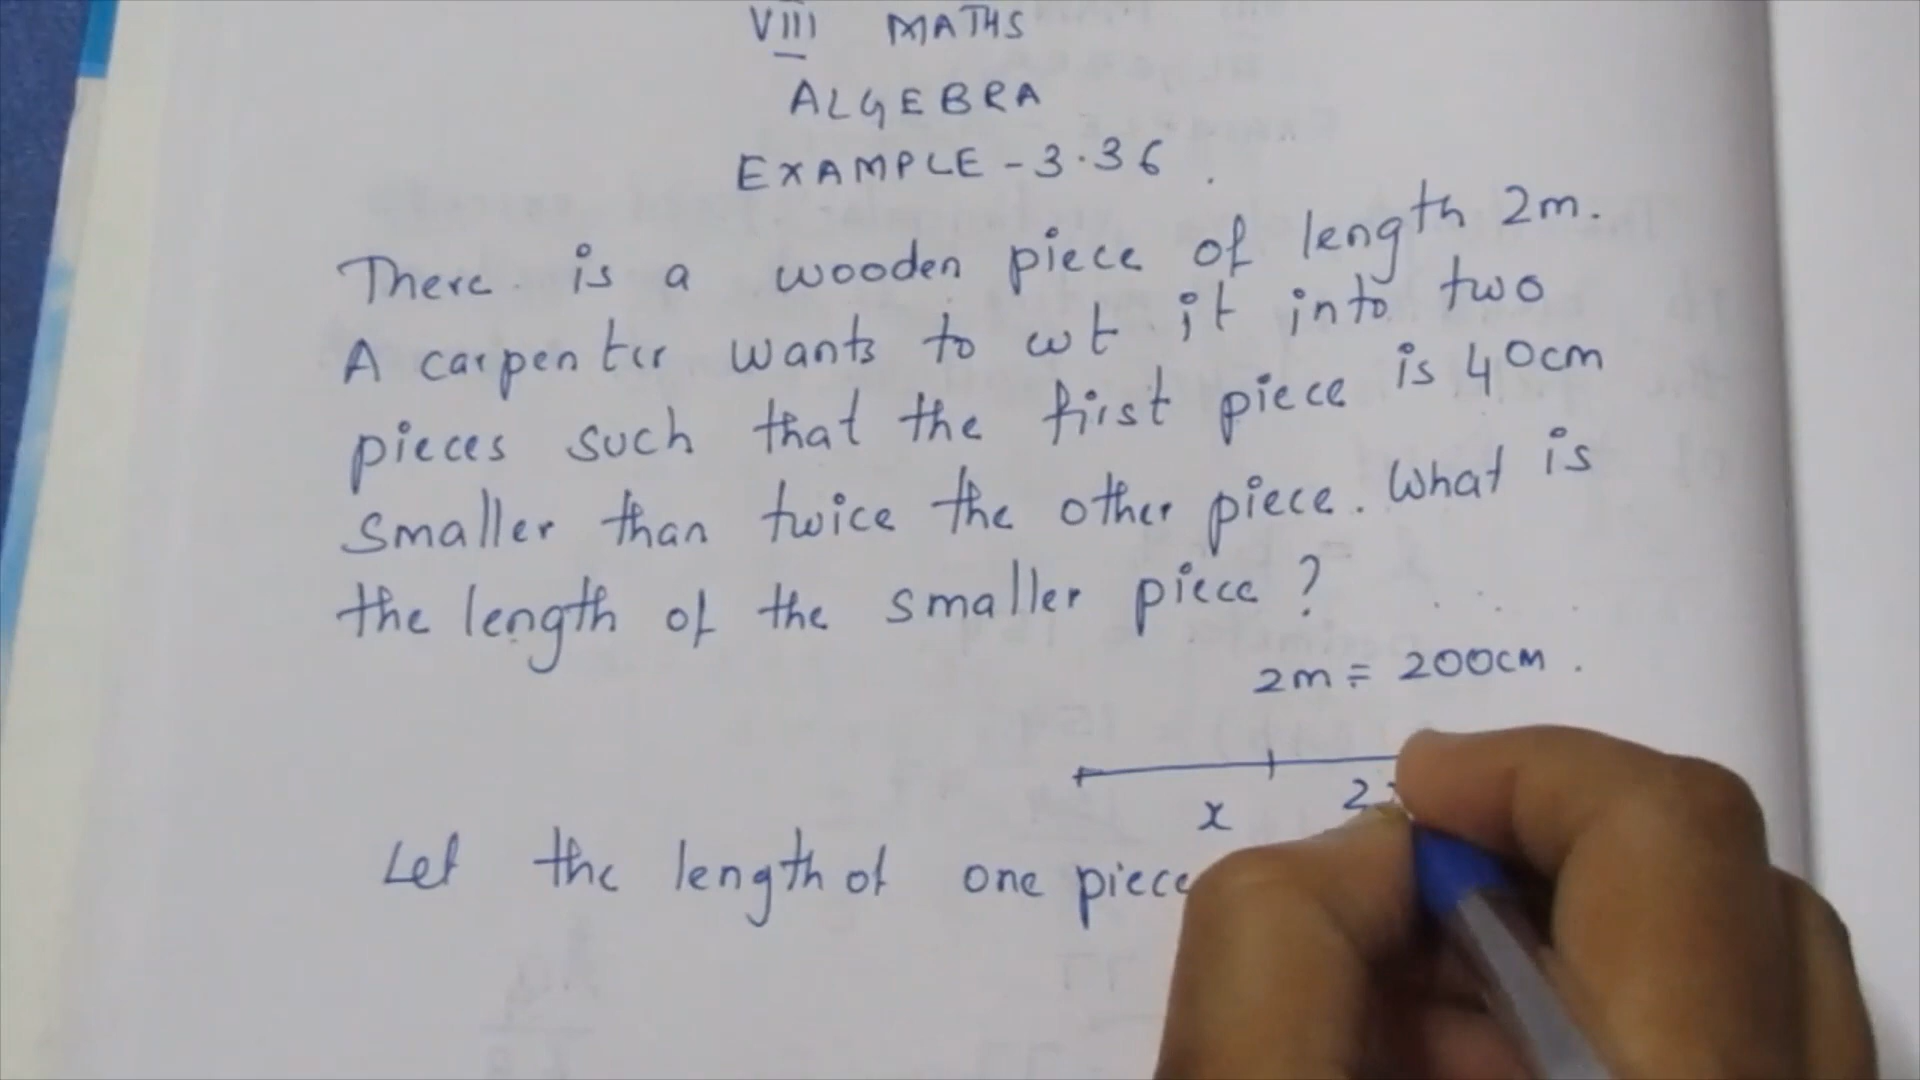 VIII MATHS
ALGEBRA
EXAMPLE - 3.36.
There is a wooden piece of length 2m.
A carpenter wants to cut it into two
pieces such that the first piece is 40cm
smaller than twice the other piece. What is
the length of the smaller piece?
2m = 200cm.
x 2
Let the length of one piece